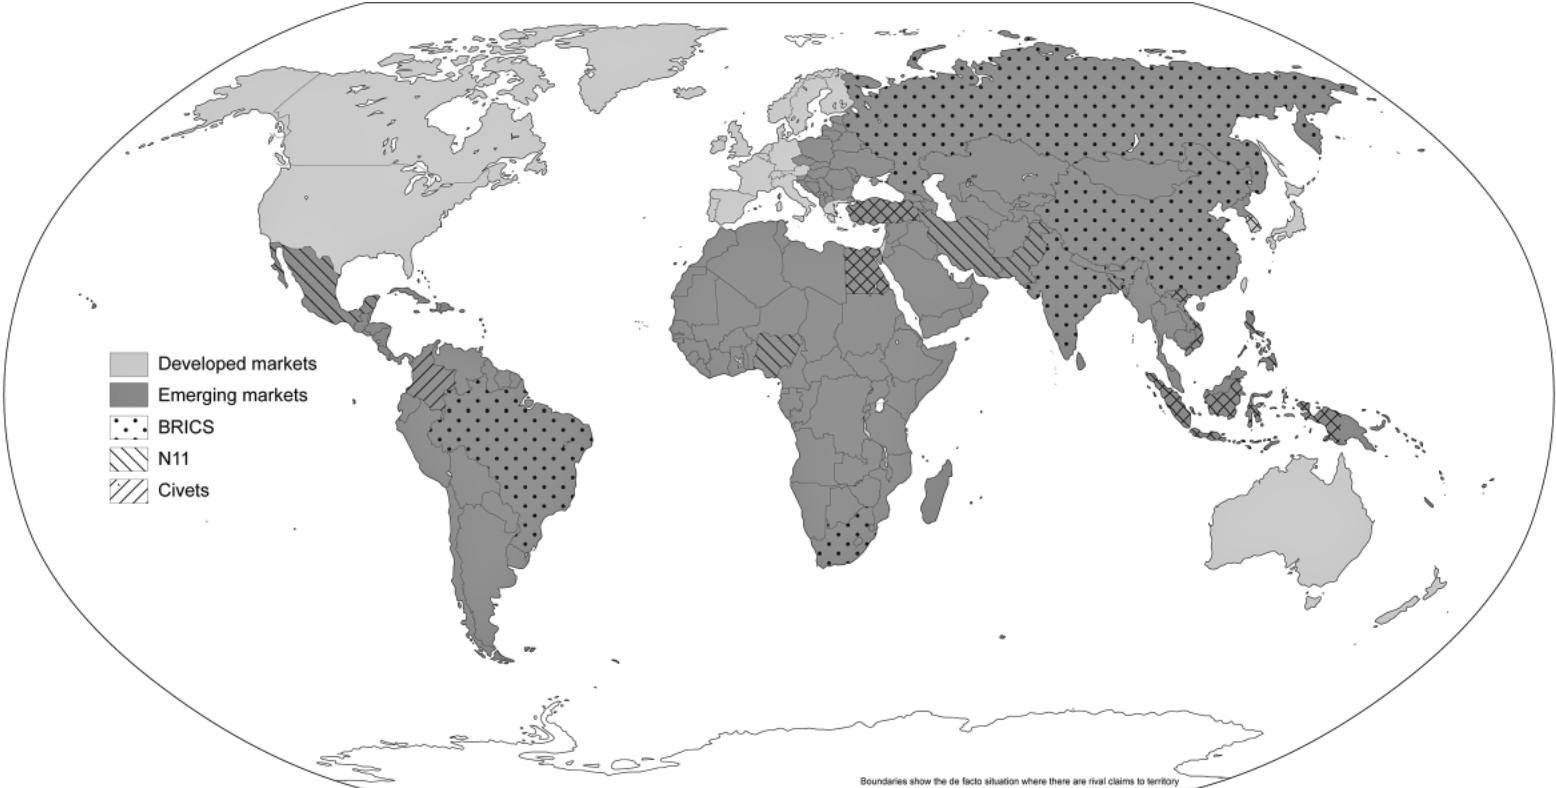 Developed markets
Emerging markets
BRICS
N11
Civets
Boundaries show the de facto situation where there are rival claims to territory